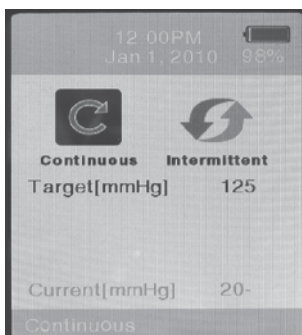 12:00PM
Jan 1, 2010 98%
Continuous Intermittent
Target[mmHg] 125
Current[mmHg] 20-
Continuous